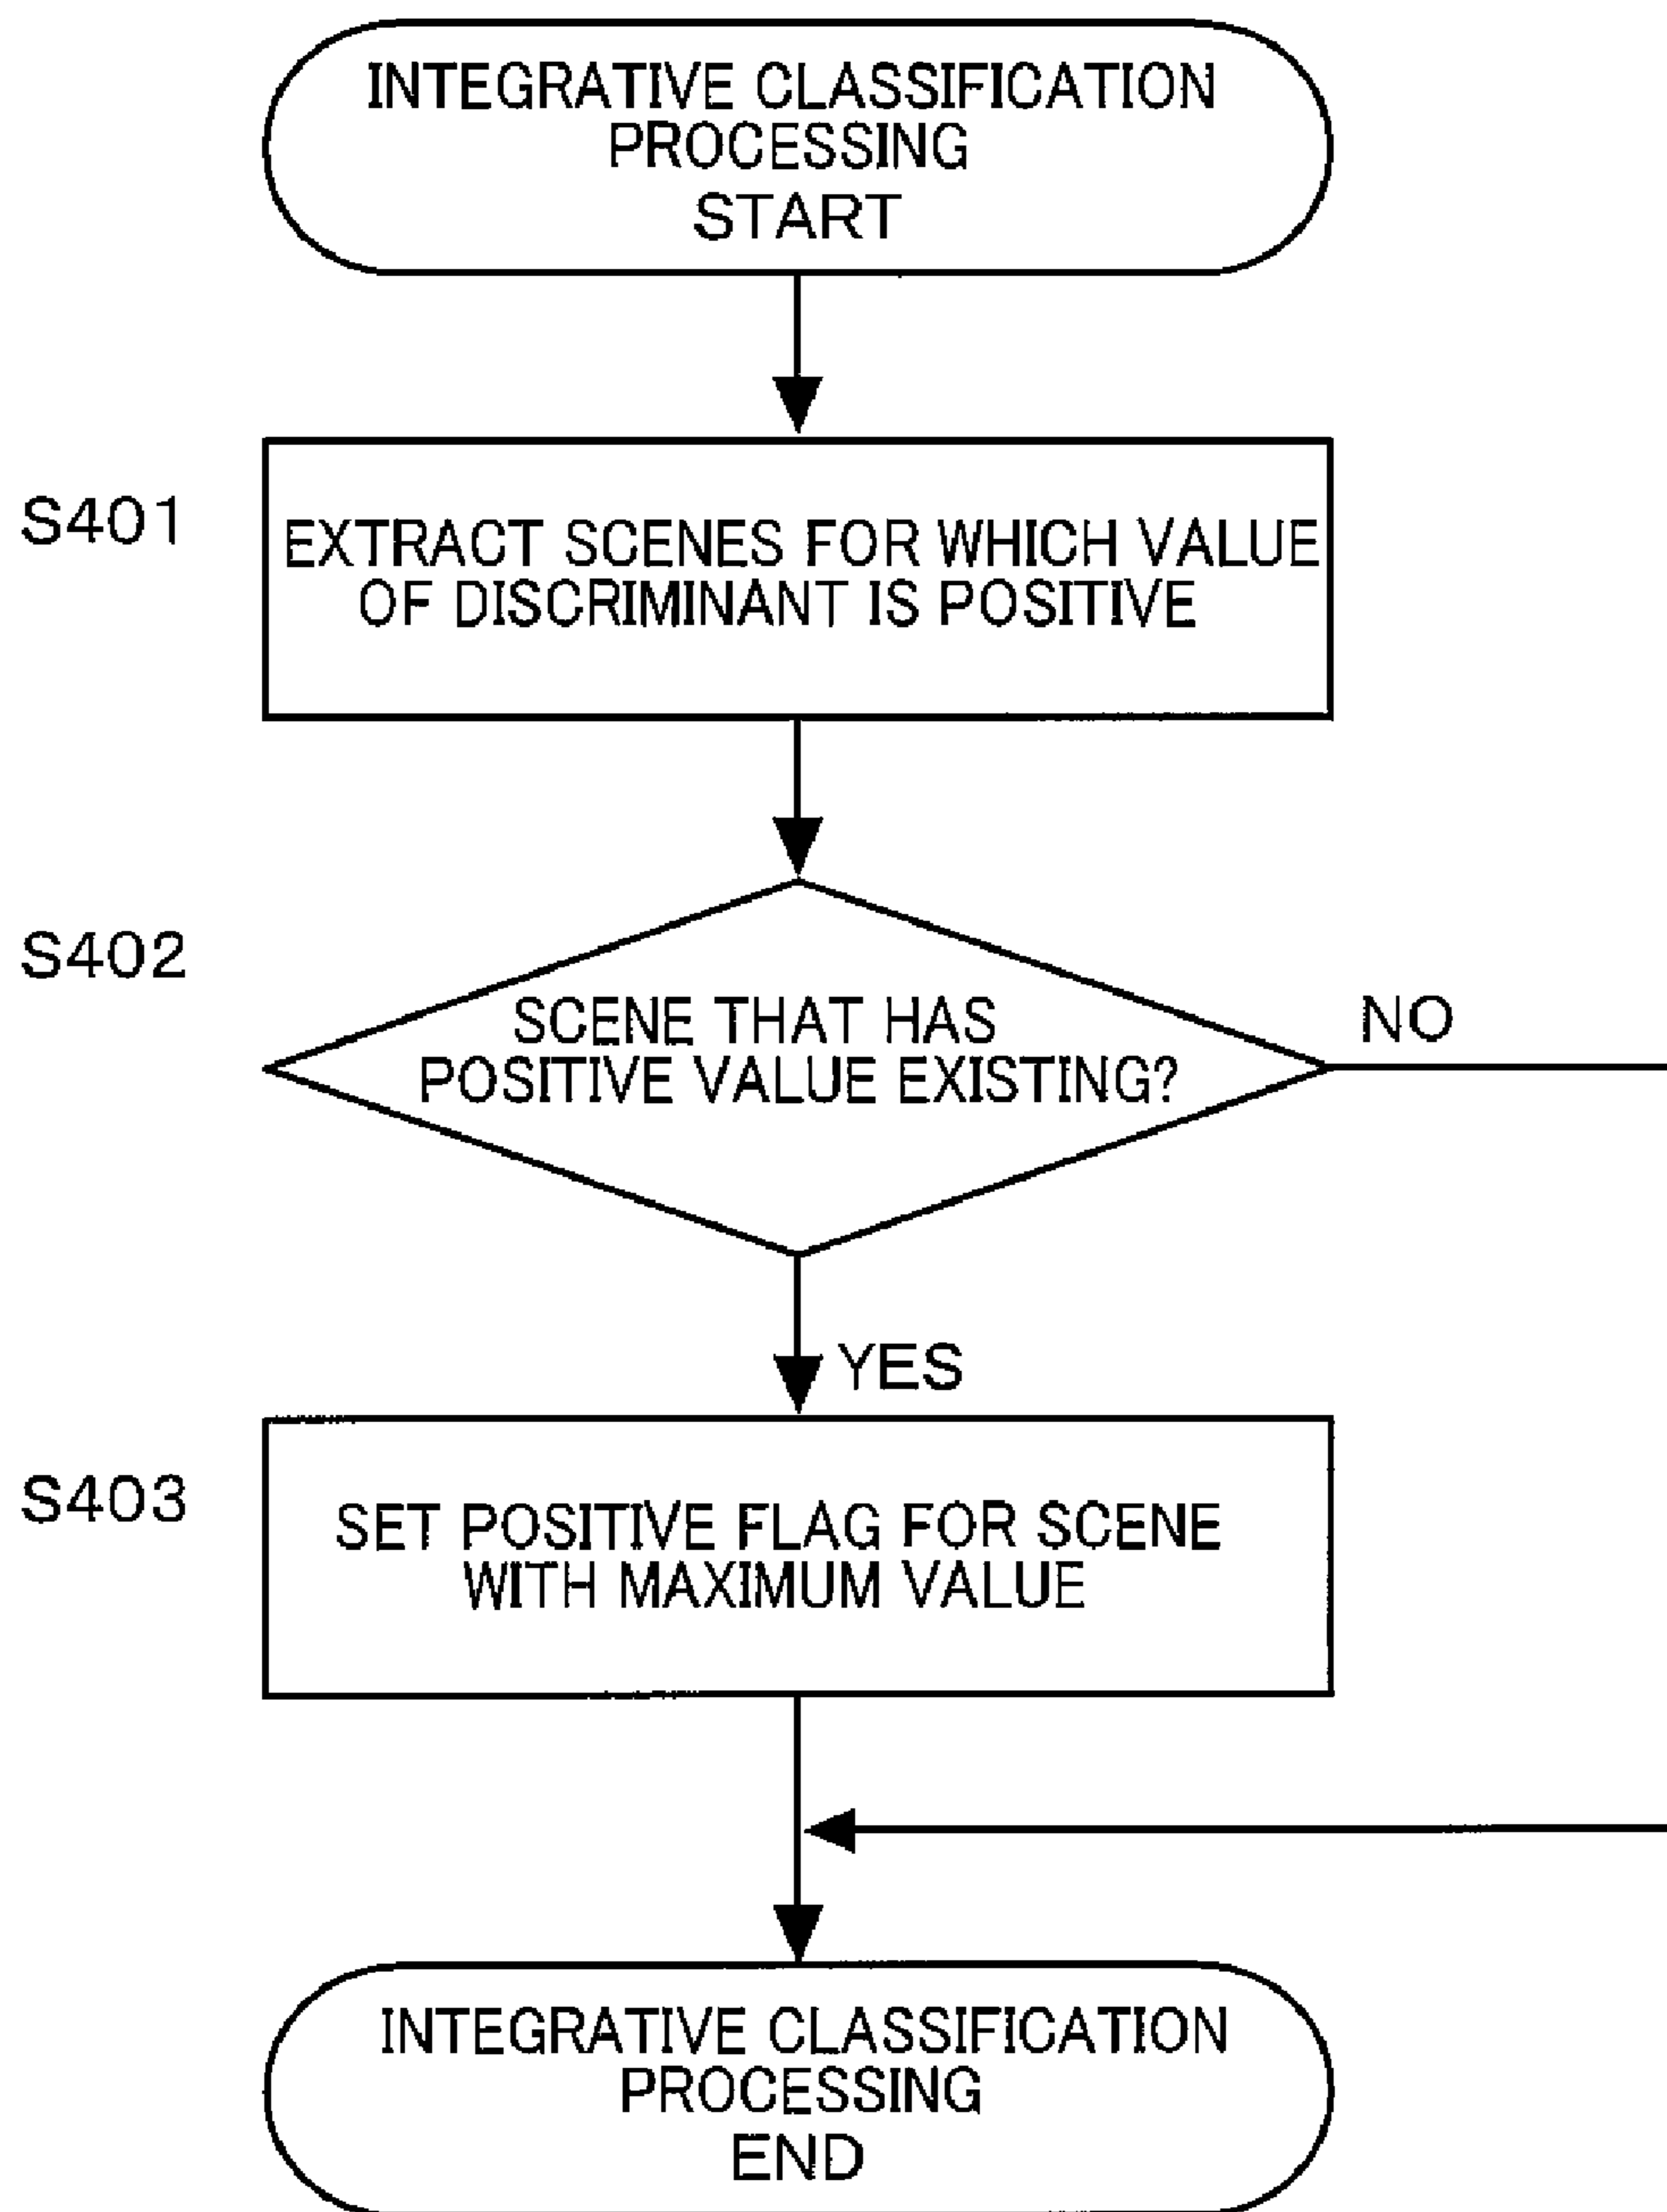 INTEGRATIVE CLASSIFICATION
PROCESSING
START
S401
EXTRACT SCENES FOR WHICH VALUE
OF DISCRIMINANT IS POSITIVE
S402
SCENE THAT HAS
POSITIVE VALUE EXISTING?
NO
YES
S403
SET POSITIVE FLAG FOR SCENE
WITH MAXIMUM VALUE
INTEGRATIVE CLASSIFICATION
PROCESSING
END